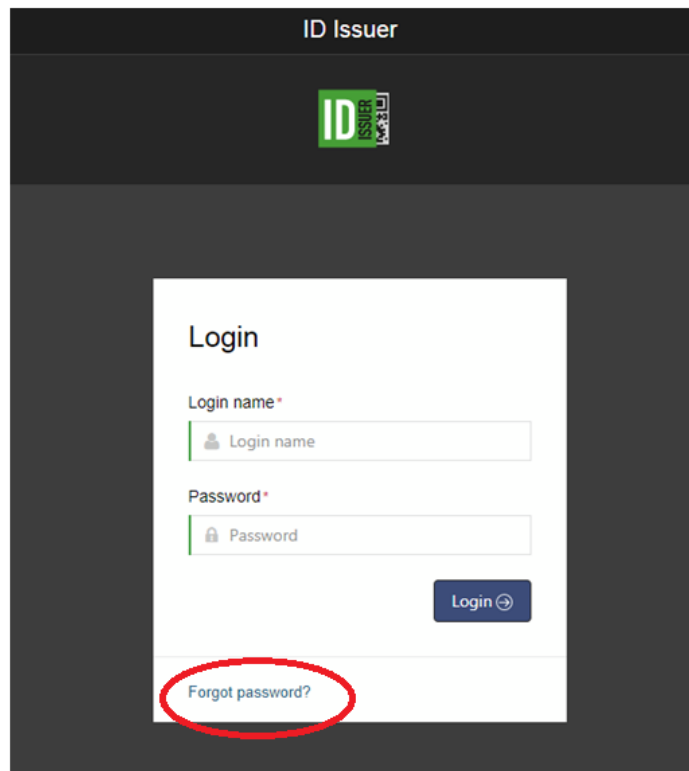 ID Issuer
ID ISSUER
Login
Login name*
Login name
Password*
Password
Login
Forgot password?